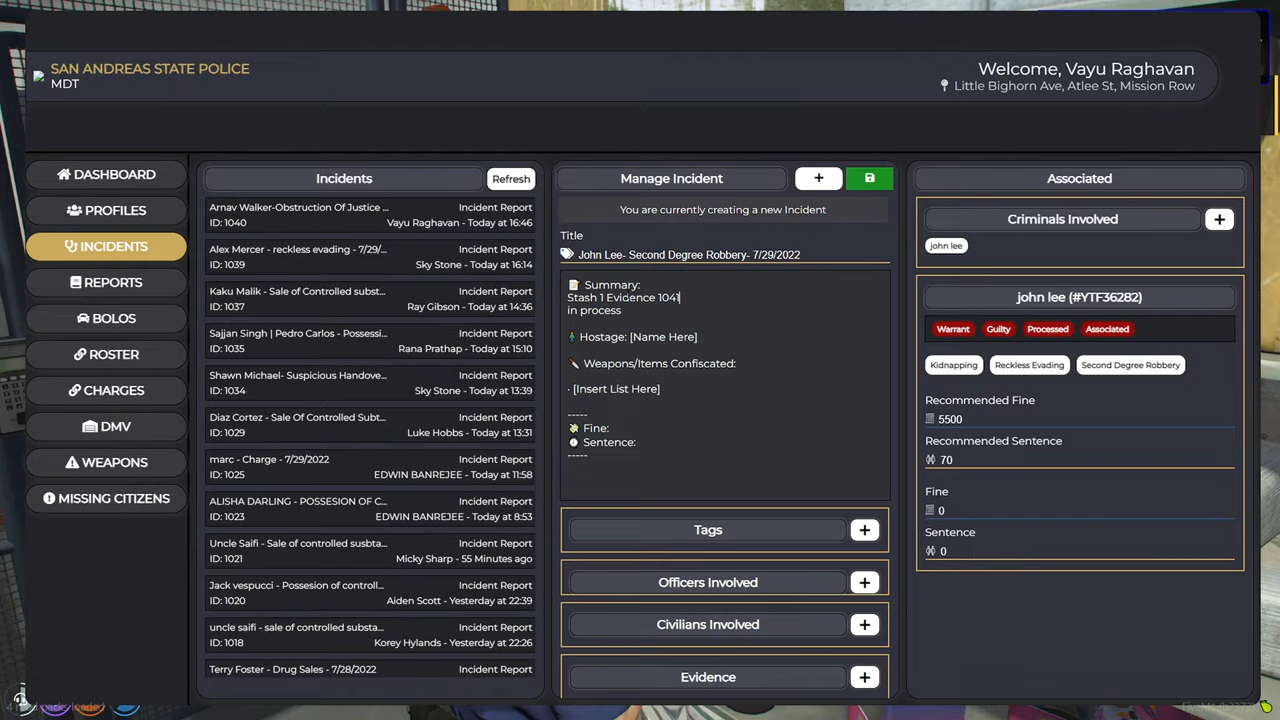 SAN ANDREAS STATE POLICE
MDT
Welcome, Vayu Raghavan
Little Bighorn Ave, Atlee St, Mission Row
DASHBOARD
PROFILES
INCIDENTS
REPORTS
BOLOS
ROSTER
CHARGES
DMV
WEAPONS
MISSING CITIZENS
Incidents
Refresh
Arnav Walker-Obstruction Of Justice ...
Incident Report
ID: 1040
Vayu Raghavan - Today at 16:46
Alex Mercer - reckless evading - 7/29/...
Incident Report
ID: 1039
Sky Stone - Today at 16:14
Kaku Malik - Sale of Controlled subst...
Incident Report
ID: 1037
Ray Gibson - Today at 14:36
Sajjan Singh | Pedro Carlos - Possessi...
Incident Report
ID: 1035
Rana Prathap - Today at 15:10
Shawn Michael- Suspicious Handove...
Incident Report
ID: 1034
Sky Stone - Today at 13:39
Diaz Cortez - Sale Of Controlled Subt...
Incident Report
ID: 1029
Luke Hobbs - Today at 13:31
marc - Charge - 7/29/2022
Incident Report
ID: 1025
EDWIN BANREJEE - Today at 11:58
ALISHA DARLING - POSSESION OF C...
Incident Report
ID: 1023
EDWIN BANREJEE - Today at 8:53
Uncle Saifi - Sale of controlled susbta...
Incident Report
ID: 1021
Micky Sharp - 55 Minutes ago
Jack vespucci - Possesion of controll...
Incident Report
ID: 1020
Aiden Scott - Yesterday at 22:39
uncle saifi - sale of controlled substa...
Incident Report
ID: 1018
Korey Hylands - Yesterday at 22:26
Terry Foster - Drug Sales - 7/28/2022
Incident Report
Manage Incident
+
You are currently creating a new Incident
Title
John Lee- Second Degree Robbery- 7/29/2022
Summary:
Stash 1 Evidence 1041
in process
Hostage: [Name Here]
Weapons/Items Confiscated:
· [Insert List Here]
-----
Fine:
Sentence:
-----
Tags
+
Officers Involved
+
Civilians Involved
+
Evidence
+
Associated
Criminals Involved
+
john lee
john lee (#YTF36282)
Warrant
Guilty
Processed
Associated
Kidnapping
Reckless Evading
Second Degree Robbery
Recommended Fine
5500
Recommended Sentence
70
Fine
0
Sentence
0